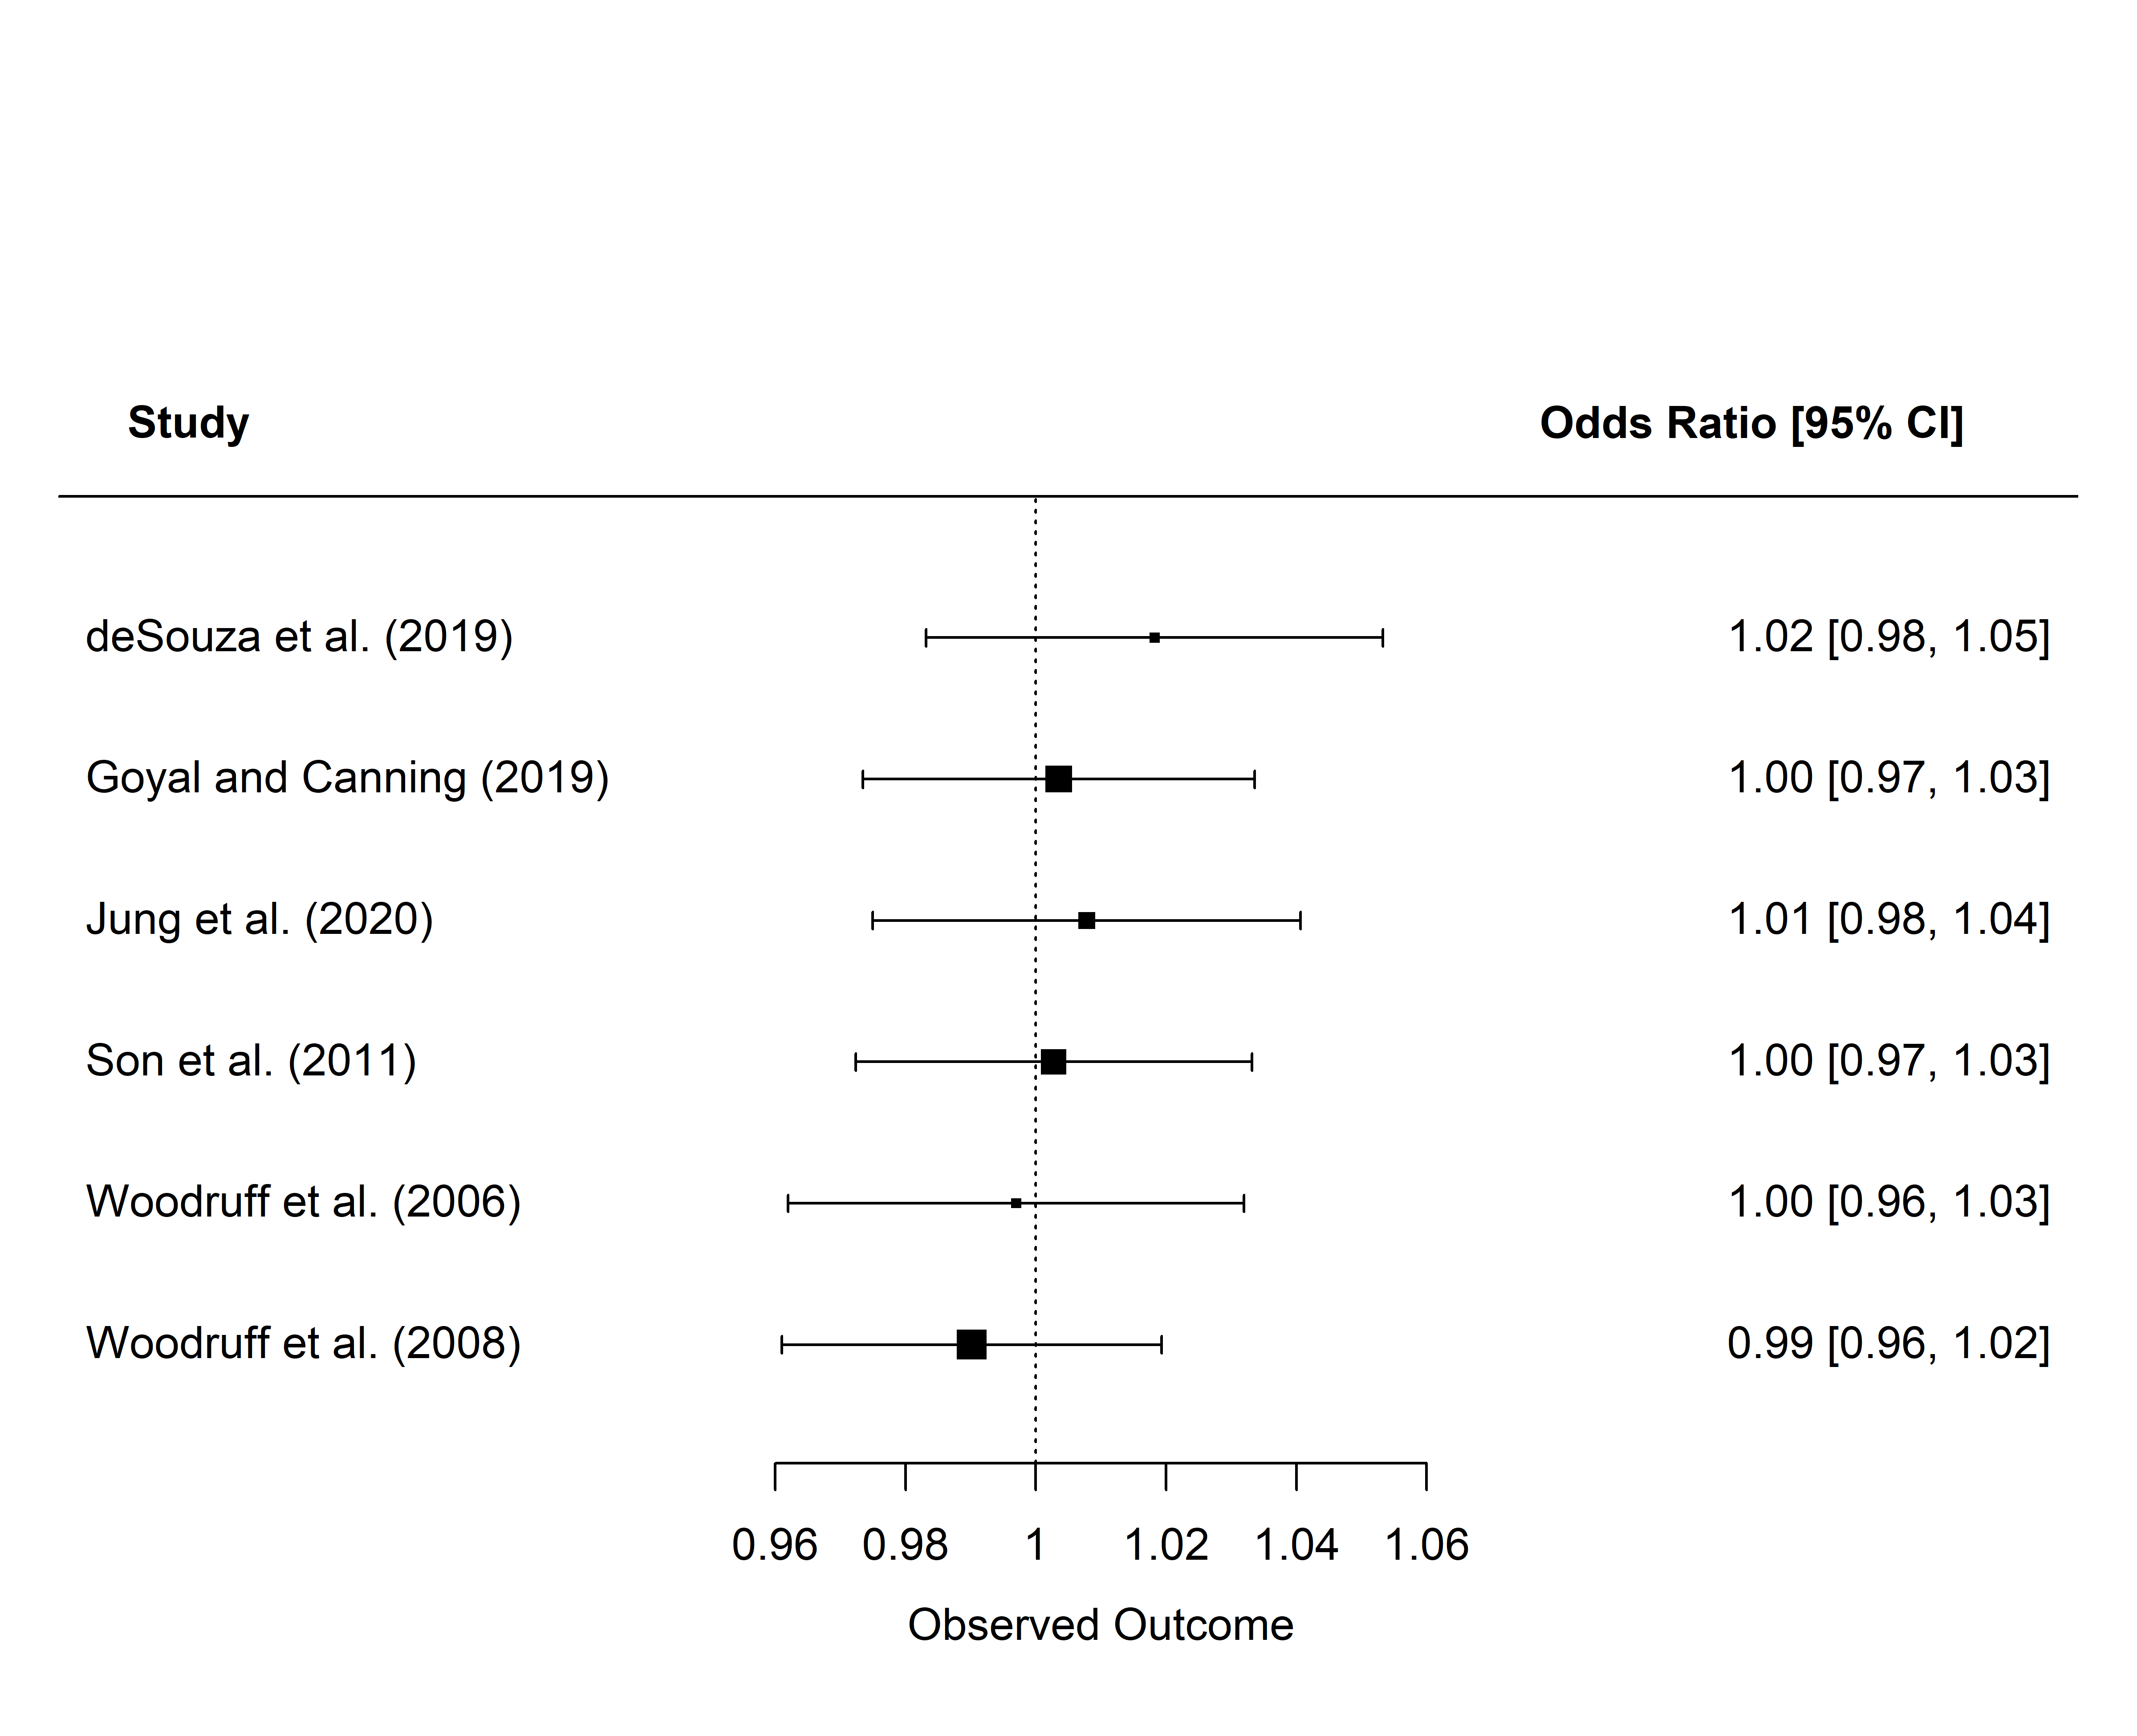 Study Odds Ratio [95% CI]
deSouza et al. (2019) 1.02 [0.98, 1.05]
Goyal and Canning (2019) 1.00 [0.97, 1.03]
Jung et al. (2020) 1.01 [0.98, 1.04]
Son et al. (2011) 1.00 [0.97, 1.03]
Woodruff et al. (2006) 1.00 [0.96, 1.03]
Woodruff et al. (2008) 0.99 [0.96, 1.02]
0.96 0.98 1 1.02 1.04 1.06
Observed Outcome